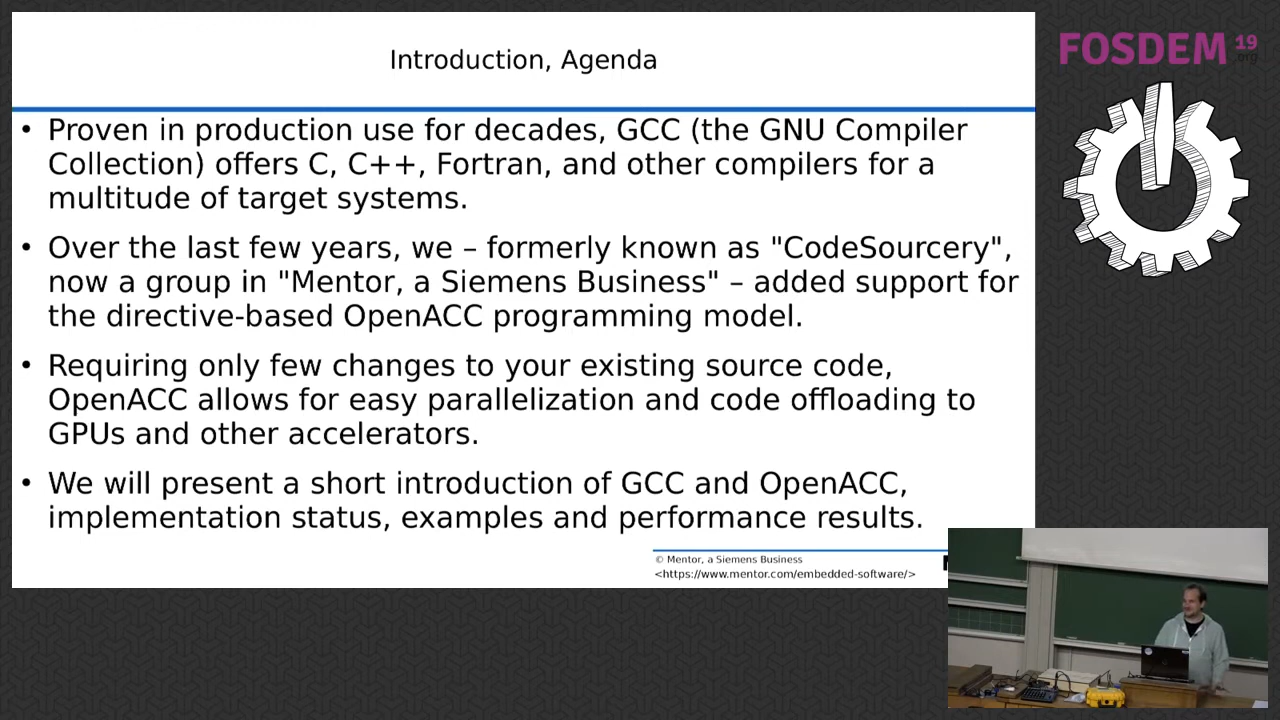 Introduction, Agenda
• Proven in production use for decades, GCC (the GNU Compiler
Collection) offers C, C++, Fortran, and other compilers for a
multitude of target systems.
• Over the last few years, we – formerly known as "CodeSourcery",
now a group in "Mentor, a Siemens Business" – added support for
the directive-based OpenACC programming model.
• Requiring only few changes to your existing source code,
OpenACC allows for easy parallelization and code offloading to
GPUs and other accelerators.
• We will present a short introduction of GCC and OpenACC,
implementation status, examples and performance results.
© Mentor, a Siemens Business
<https://www.mentor.com/embedded-software/>
FOSDEM 19
.org